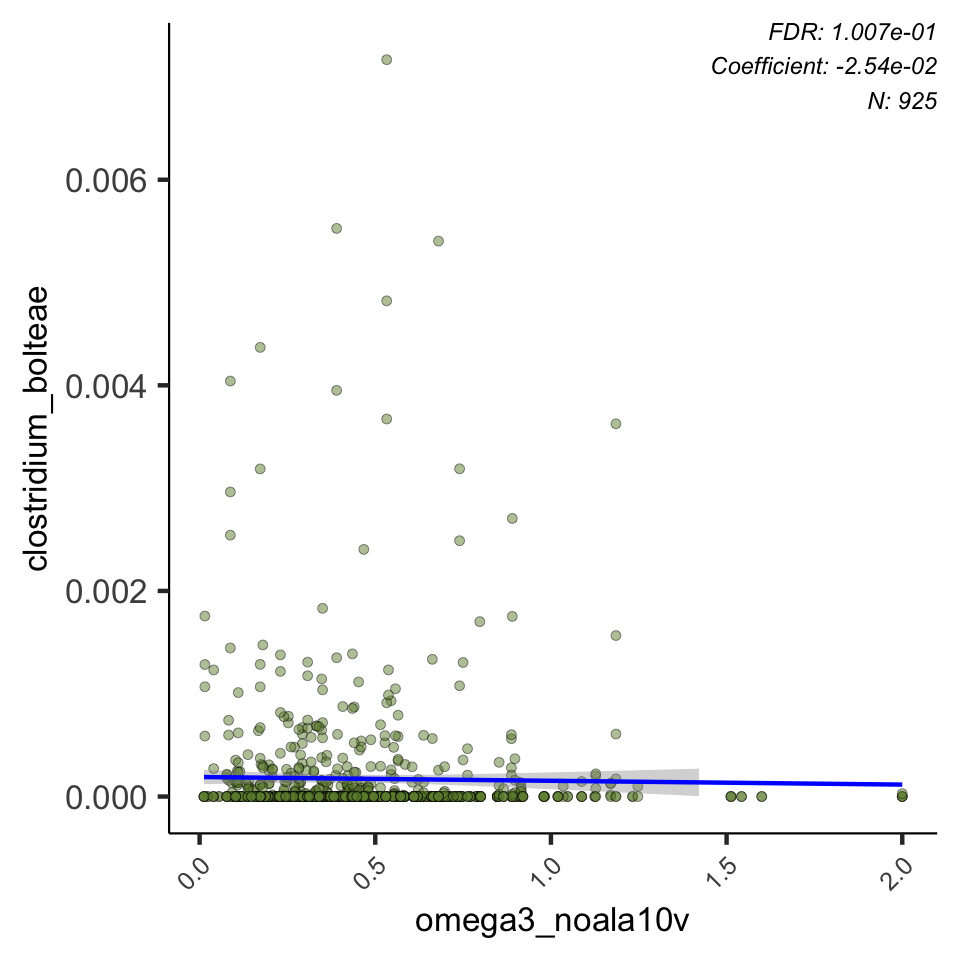 FDR: 1.007e-01
Coefficient: -2.54e-02
N: 925
clostridium_bolteae
0.006
0.004
0.002
0.000
0.0 0.5 1.0 1.5 2.0
omega3_noala10v